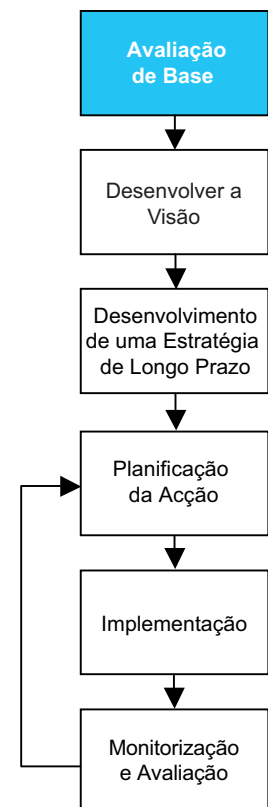 Avaliação
de Base
Desenvolver a
Visão
Desenvolvimento
de uma Estratégia
de Longo Prazo
Planificação
da Acção
Implementação
Monitorização
e Avaliação